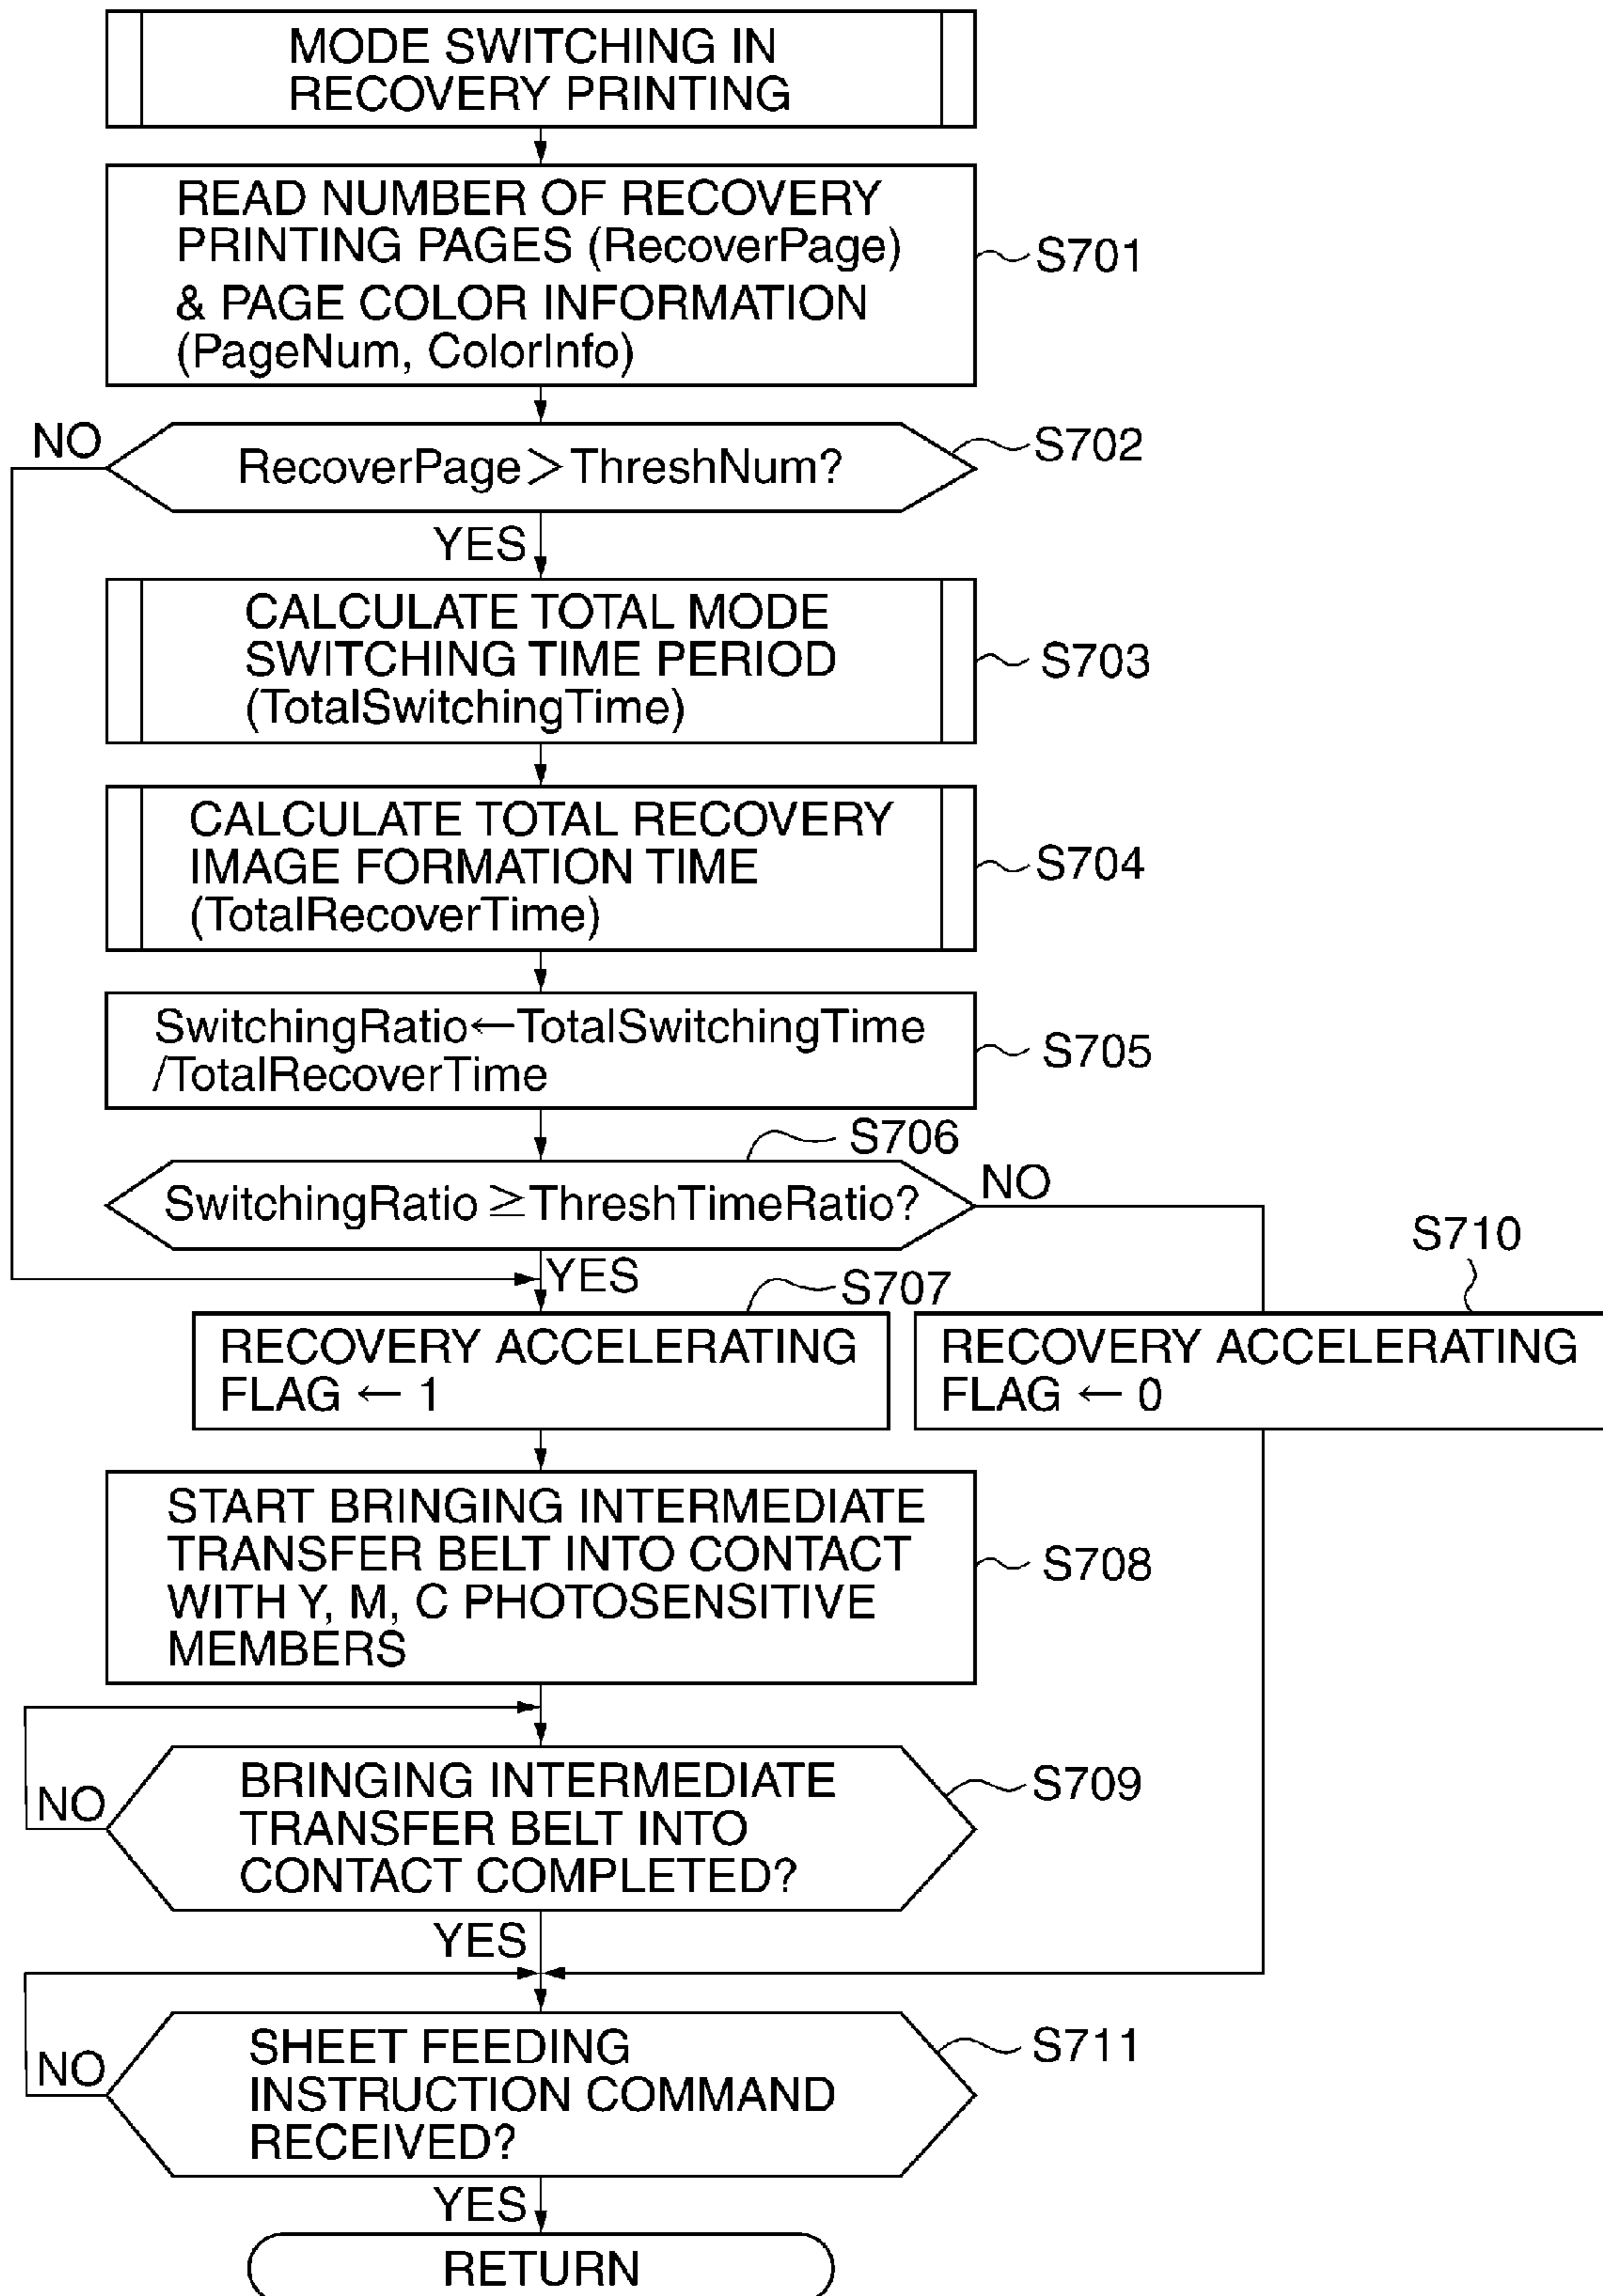 MODE SWITCHING IN
RECOVERY PRINTING
READ NUMBER OF RECOVERY
PRINTING PAGES (RecoverPage)
& PAGE COLOR INFORMATION
(PageNum, ColorInfo)
S701
NO
RecoverPage>ThreshNum?
S702
YES
CALCULATE TOTAL MODE
SWITCHING TIME PERIOD
(TotalSwitchingTime)
S703
CALCULATE TOTAL RECOVERY
IMAGE FORMATION TIME
(TotalRecoverTime)
S704
SwitchingRatio←TotalSwitchingTime
/TotalRecoverTime
S705
S706
SwitchingRatio ≥ThreshTimeRatio?
NO
YES
S707
S710
RECOVERY ACCELERATING
FLAG ← 1
RECOVERY ACCELERATING
FLAG ← 0
START BRINGING INTERMEDIATE
TRANSFER BELT INTO CONTACT
WITH Y, M, C PHOTOSENSITIVE
MEMBERS
S708
NO
BRINGING INTERMEDIATE
TRANSFER BELT INTO
CONTACT COMPLETED?
S709
YES
NO
SHEET FEEDING
INSTRUCTION COMMAND
RECEIVED?
S711
YES
RETURN